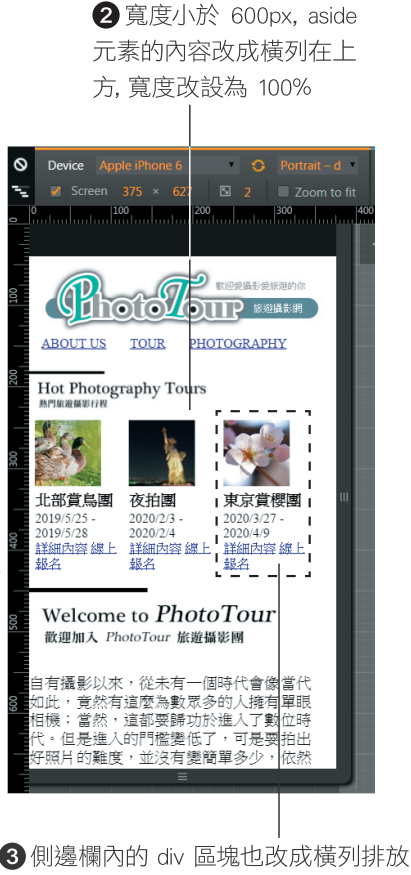 ❷ 寬度小於 600px, aside
元素的內容改成橫列在上
方, 寬度改設為 100%
Device Apple iPhone 6 Portrait – d
Screen 375 × 627 2 Zoom to fit
0 100 200 300 400
PhotoTour
歡迎愛攝影愛旅遊的你
旅遊攝影網
ABOUT US TOUR PHOTOGRAPHY
Hot Photography Tours
熱門旅遊攝影行程
北部賞鳥團 夜拍團 東京賞櫻團
2019/5/25 - 2020/2/3 - 2020/3/27 -
2019/5/28 2020/2/4 2020/4/9
詳細內容 線上 詳細內容 線上 詳細內容 線上
報名 報名 報名
Welcome to PhotoTour
歡迎加入 PhotoTour 旅遊攝影團
自有攝影以來，從未有一個時代會像當代
如此，竟然有這麼為數眾多的人擁有單眼
相機；當然，這都要歸功於進入了數位時
代。但是進入的門檻變低了，可是要拍出
好照片的難度，並沒有變簡單多少，依然
0
100
200
300
400
500
600
❸ 側邊欄內的 div 區塊也改成橫列排放